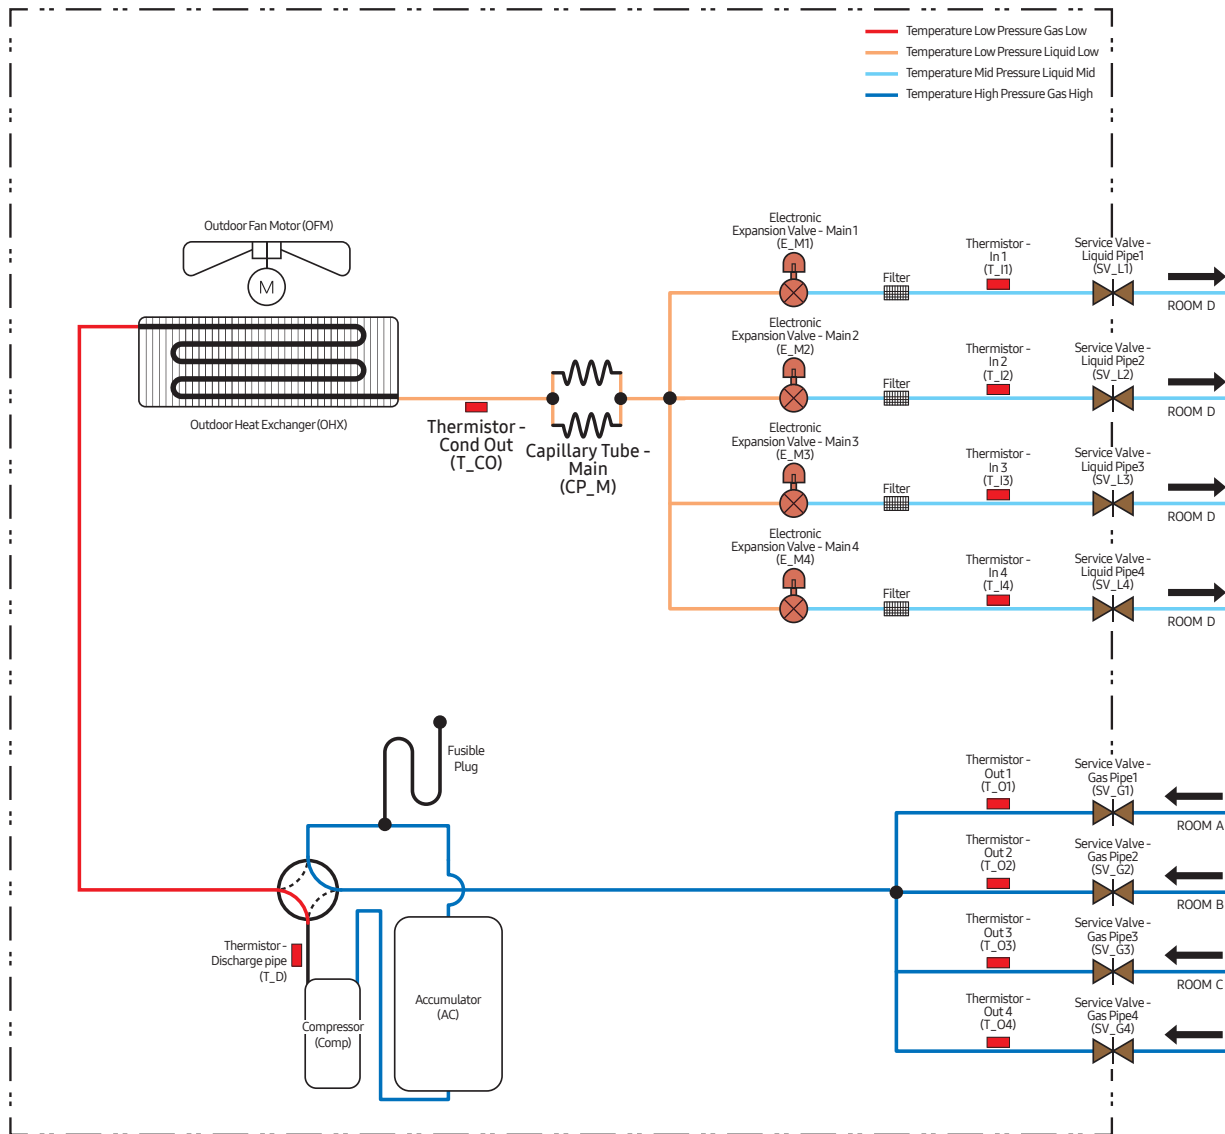 Temperature Low Pressure Gas Low
Temperature Low Pressure Liquid Low
Temperature Mid Pressure Liquid Mid
Temperature High Pressure Gas High
Outdoor Fan Motor (OFM)
M
Outdoor Heat Exchanger (OHX)
Thermistor -
Cond Out
(T_CO)
Capillary Tube -
Main
(CP_M)
Electronic
Expansion Valve - Main 1
(E_M1)
Filter
Thermistor -
In 1
(T_I1)
Service Valve -
Liquid Pipe1
(SV_L1)
ROOM D
Electronic
Expansion Valve - Main 2
(E_M2)
Filter
Thermistor -
In 2
(T_I2)
Service Valve -
Liquid Pipe2
(SV_L2)
ROOM D
Electronic
Expansion Valve - Main 3
(E_M3)
Filter
Thermistor -
In 3
(T_I3)
Service Valve -
Liquid Pipe3
(SV_L3)
ROOM D
Electronic
Expansion Valve - Main 4
(E_M4)
Filter
Thermistor -
In 4
(T_I4)
Service Valve -
Liquid Pipe4
(SV_L4)
ROOM D
Fusible
Plug
Thermistor -
Discharge pipe
(T_D)
Compressor
(Comp)
Accumulator
(AC)
Thermistor -
Out 1
(T_O1)
Service Valve -
Gas Pipe1
(SV_G1)
ROOM A
Thermistor -
Out 2
(T_O2)
Service Valve -
Gas Pipe2
(SV_G2)
ROOM B
Thermistor -
Out 3
(T_O3)
Service Valve -
Gas Pipe3
(SV_G3)
ROOM C
Thermistor -
Out 4
(T_O4)
Service Valve -
Gas Pipe4
(SV_G4)